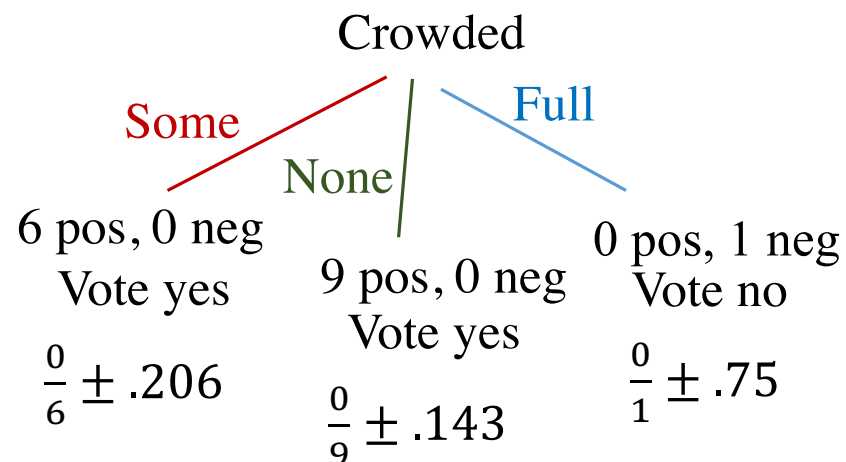 Crowded
Some
None
Full
6 pos, 0 neg
Vote yes
0/6 ± .206
9 pos, 0 neg
Vote yes
0/9 ± .143
0 pos, 1 neg
Vote no
0/1 ± .75